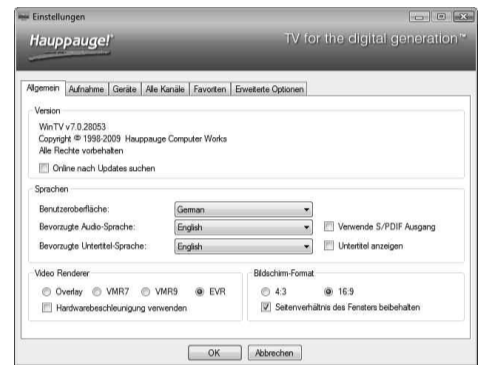 Einstellungen
Hauppauge!
TV for the digital generation™
Allgemein Aufnahme Geräte Alle Kanäle Favoriten Erweiterte Optionen
Version
WinTV v7.0.28053
Copyright © 1998-2009 Hauppauge Computer Works
Alle Rechte vorbehalten
Online nach Updates suchen
Sprachen
Benutzeroberfläche: German
Bevorzugte Audio-Sprache: English Verwende S/PDIF Ausgang
Bevorzugte Untertitel-Sprache: English Untertitel anzeigen
Video Renderer
Overlay VMR7 VMR9 EVR
Hardwarebeschleunigung verwenden
Bildschirm-Format
4:3 16:9
Seitenverhältnis des Fensters beibehalten
OK Abbrechen